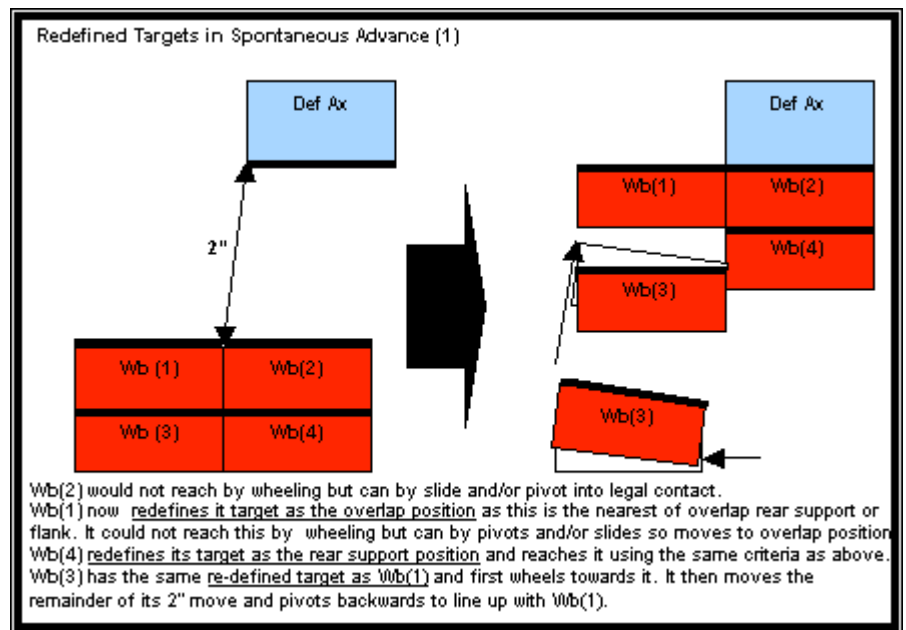 Redefined Targets in Spontaneous Advance (1)
Def Ax
Def Ax
Wb(1)
Wb(2)
2"
Wb(4)
Wb(3)
Wb (1)
Wb(2)
Wb (3)
Wb(4)
Wb(3)
Wb(2) would not reach by wheeling but can by slide and/or pivot into legal contact.
Wb(1) now redefines it target as the overlap position as this is the nearest of overlap rear support or
flank. It could not reach this by wheeling but can by pivots and/or slides so moves to overlap position
Wb(4) redefines its target as the rear support position and reaches it using the same criteria as above.
Wb(3) has the same re-defined target as Wb(1) and first wheels towards it. It then moves the
remainder of its 2" move and pivots backwards to line up with Wb(1).